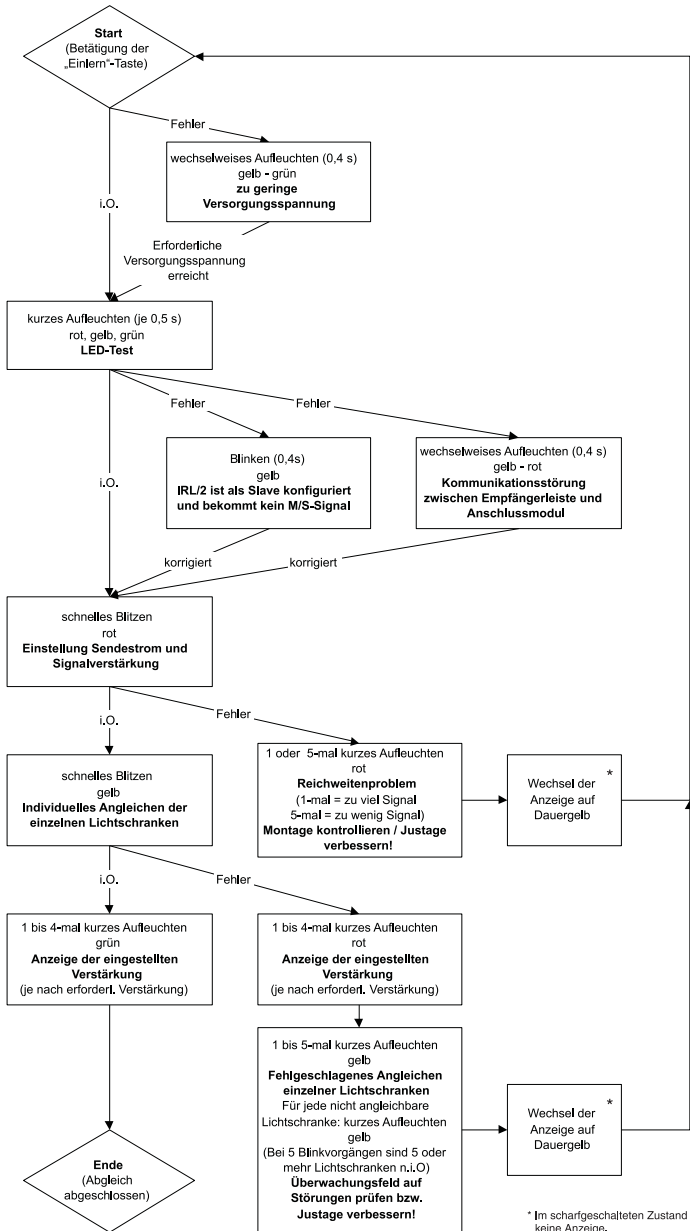 Start
(Betätigung der
„Einlern"-Taste)
Fehler
wechselweises Aufleuchten (0,4 s)
gelb - grün
zu geringe
Versorgungsspannung
i.O.
Erforderliche
Versorgungsspannung
erreicht
kurzes Aufleuchten (je 0,5 s)
rot, gelb, grün
LED-Test
Fehler
Fehler
i.O.
Blinken (0,4s)
gelb
IRL/2 ist als Slave konfiguriert
und bekommt kein M/S-Signal
wechselweises Aufleuchten (0,4 s)
gelb - rot
Kommunikationsstörung
zwischen Empfängerleiste und
Anschlussmodul
korrigiert
korrigiert
schnelles Blitzen
rot
Einstellung Sendestrom und
Signalverstärkung
i.O.
Fehler
schnelles Blitzen
gelb
Individuelles Angleichen der
einzelnen Lichtschranken
1 oder 5-mal kurzes Aufleuchten
rot
Reichweitenproblem
(1-mal = zu viel Signal
5-mal = zu wenig Signal)
Montage kontrollieren / Justage
verbessern!
Wechsel der *
Anzeige auf
Dauergelb
i.O.
Fehler
1 bis 4-mal kurzes Aufleuchten
grün
Anzeige der eingestellten
Verstärkung
(je nach erforderl. Verstärkung)
1 bis 4-mal kurzes Aufleuchten
rot
Anzeige der eingestellten
Verstärkung
(je nach erforderl. Verstärkung)
1 bis 5-mal kurzes Aufleuchten
gelb
Fehlgeschlagenes Angleichen
einzelner Lichtschranken
Für jede nicht angleichbare
Lichtschranke: kurzes Aufleuchten
gelb
(Bei 5 Blinkvorgängen sind 5 oder
mehr Lichtschranken n.i.O)
Überwachungsfeld auf
Störungen prüfen bzw.
Justage verbessern!
Wechsel der *
Anzeige auf
Dauergelb
Ende
(Abgleich
abgeschlossen)
* Im scharfgeschalteten Zustand
keine Anzeige.